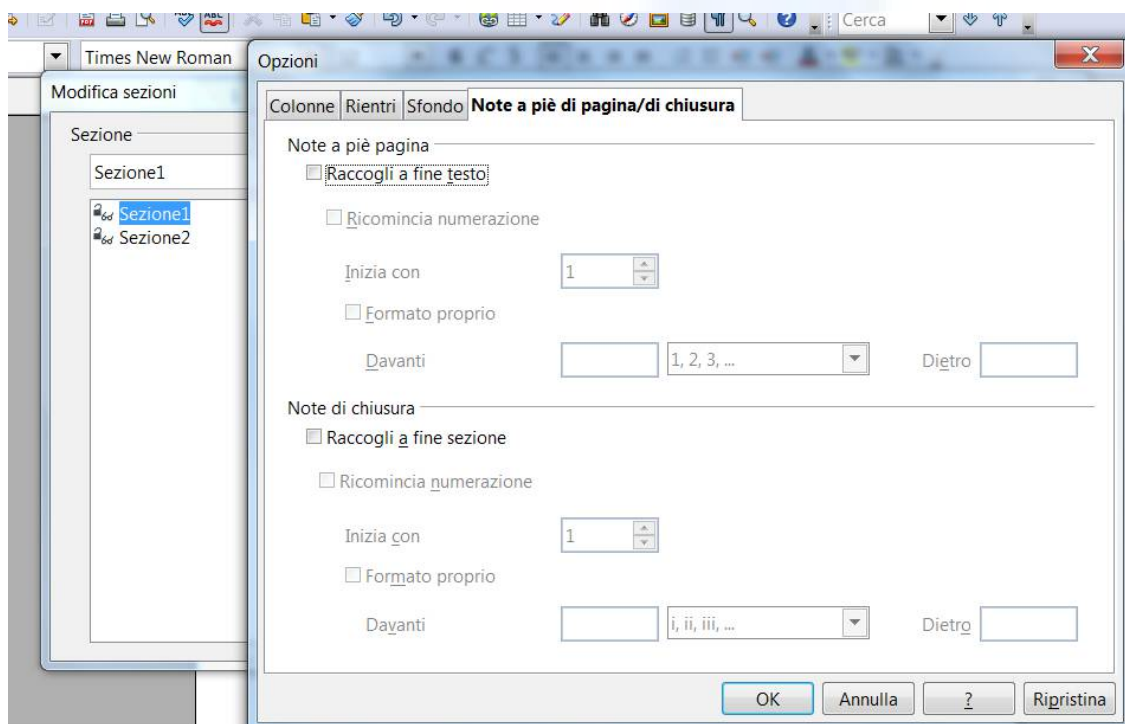 Cerca
Times New Roman
Opzioni
Modifica sezioni
Colonne Rientri Sfondo Note a piè di pagina/di chiusura
Sezione
Sezione1
Sezione1
Sezione2
Note a piè pagina
Raccogli a fine testo
Ricomincia numerazione
Inizia con 1
Formato proprio
Davanti 1, 2, 3, ... Dietro
Note di chiusura
Raccogli a fine sezione
Ricomincia numerazione
Inizia con 1
Formato proprio
Davanti i, ii, iii, ... Dietro
OK Annulla ? Ripristina